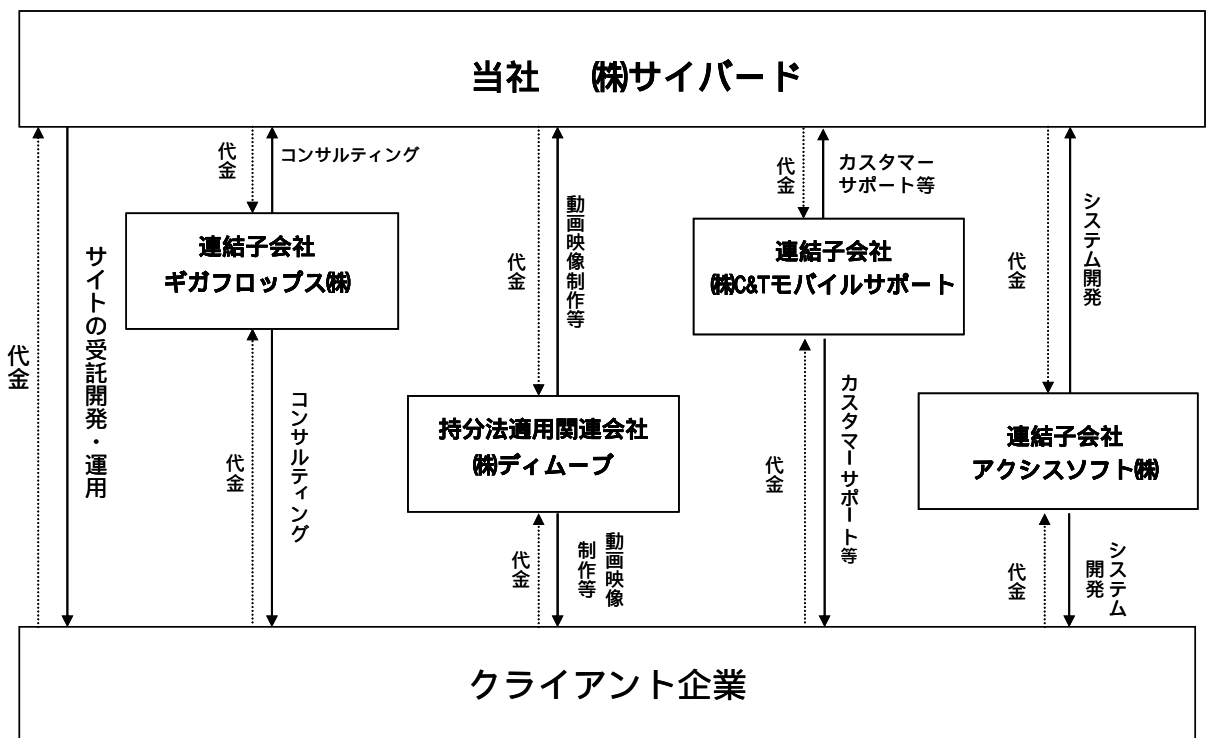 当社 ㈱サイバード
代金
サイトの受託開発・運用
代金
コンサルティング
連結子会社
ギガフロップス㈱
代金
コンサルティング
代金
動画映像制作等
持分法適用関連会社
㈱ディムーブ
代金
動画映像
制作等
代金
カスタマー
サポート等
連結子会社
㈱C&Tモバイルサポート
代金
カスタマーサポート等
代金
システム開発
連結子会社
アクシスソフト㈱
代金
システム
開発
クライアント企業